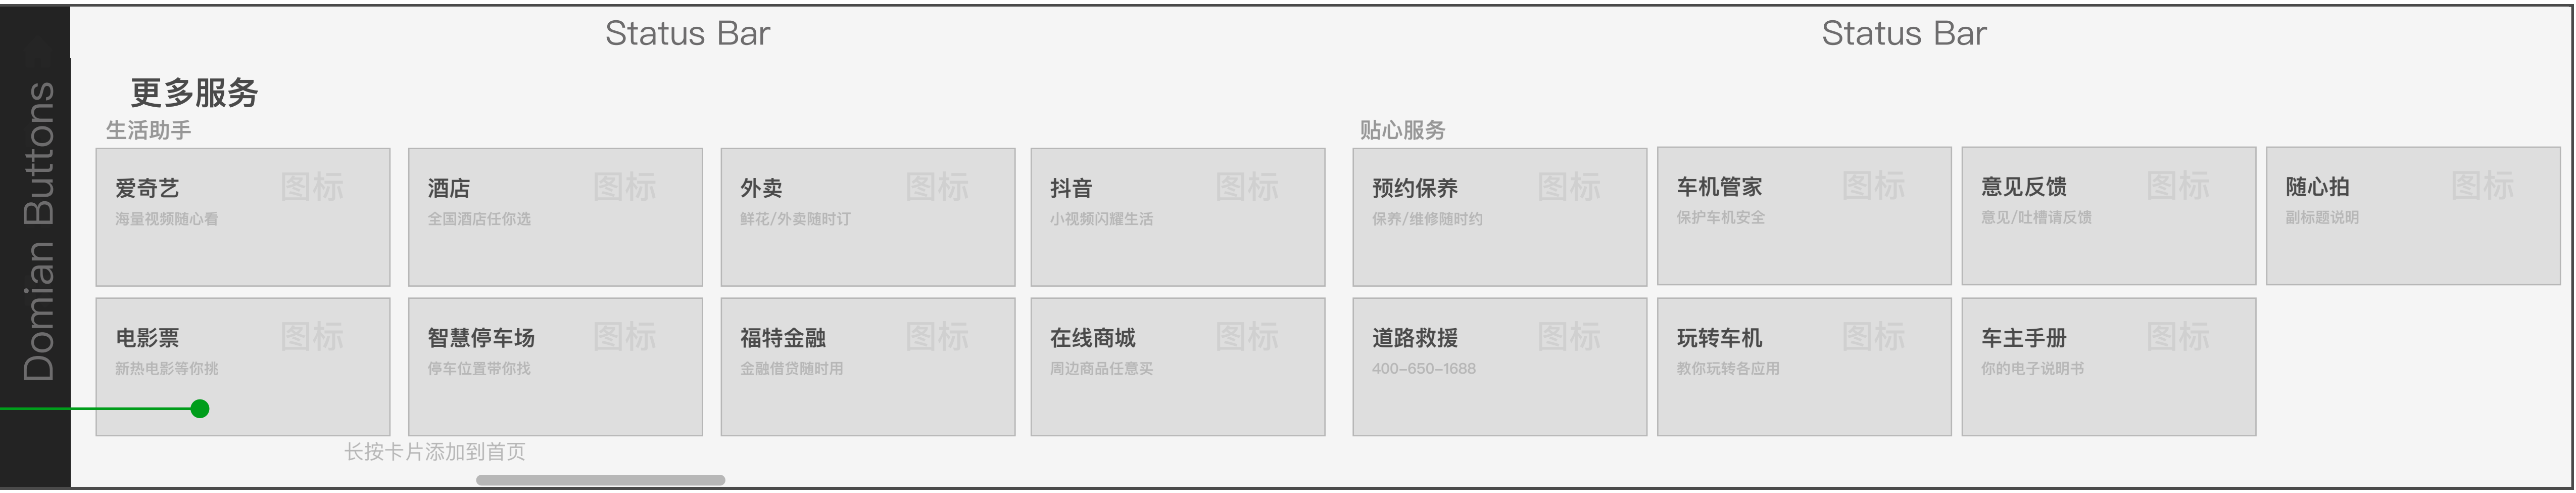 Status Bar
Status Bar
Domian Buttons
更多服务
生活助手
爱奇艺
图标
海量视频随心看
酒店
图标
全国酒店任你选
外卖
图标
鲜花/外卖随时订
抖音
图标
小视频闪耀生活
电影票
图标
新热电影等你挑
智慧停车场
图标
停车位置带你找
福特金融
图标
金融借贷随时用
在线商城
图标
周边商品任意买
长按卡片添加到首页
贴心服务
预约保养
图标
保养/维修随时约
车机管家
图标
保护车机安全
意见反馈
图标
意见/吐槽请反馈
随心拍
图标
副标题说明
道路救援
图标
400-650-1688
玩转车机
图标
教你玩转各应用
车主手册
图标
你的电子说明书